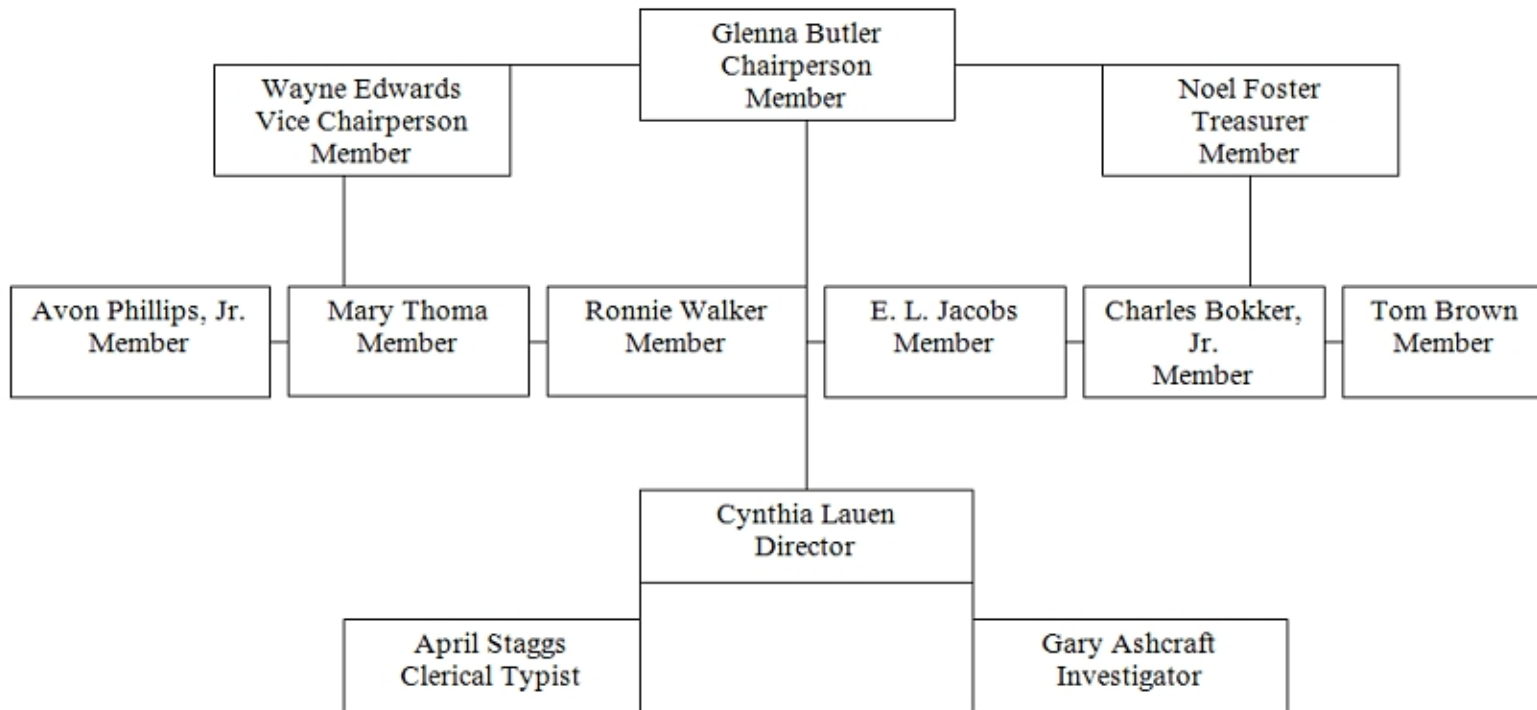 Glenna Butler
Chairperson
Member
Wayne Edwards
Vice Chairperson
Member
Noel Foster
Treasurer
Member
Avon Phillips, Jr.
Member
Mary Thoma
Member
Ronnie Walker
Member
E. L. Jacobs
Member
Charles Bokker,
Jr.
Member
Tom Brown
Member
Cynthia Lauen
Director
April Staggs
Clerical Typist
Gary Ashcraft
Investigator